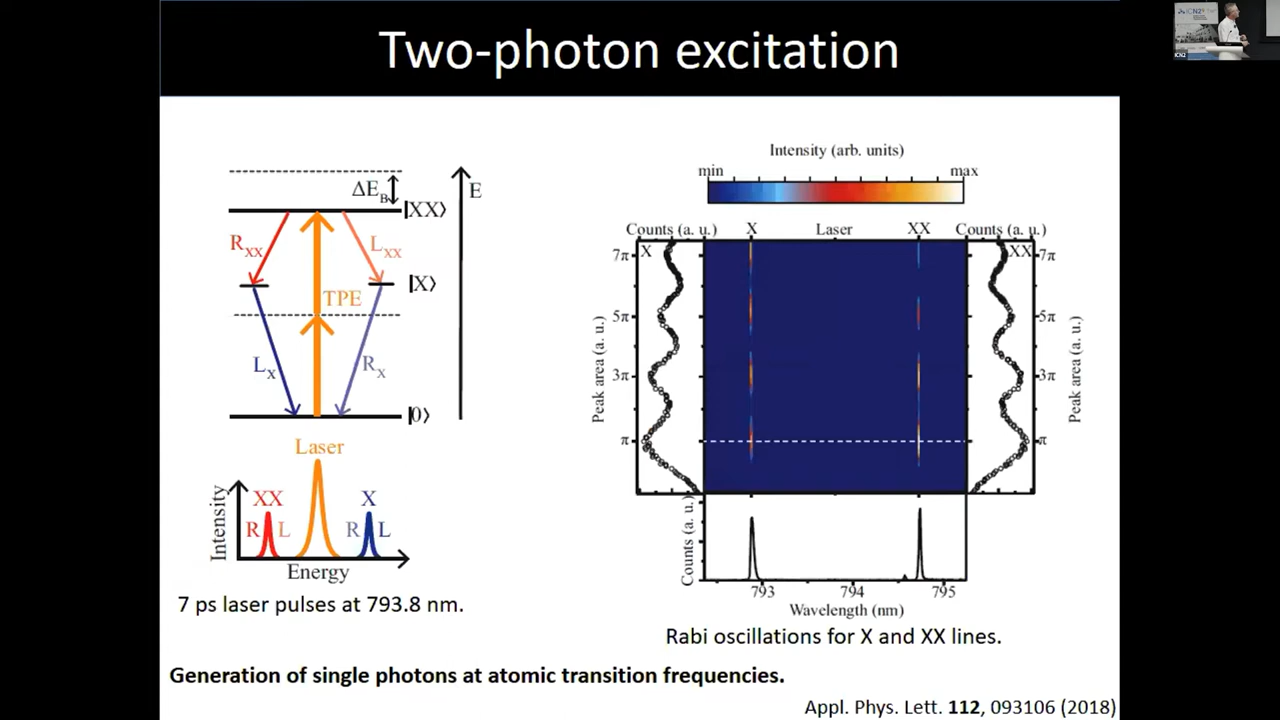 Two-photon excitation
ICN2
ΔE_B
E
|XX⟩
R_XX
L_XX
|X⟩
TPE
L_X
R_X
|0⟩
Laser
XX
X
R
L
R
L
Intensity
Energy
7 ps laser pulses at 793.8 nm.
Intensity (arb. units)
min
max
Counts (a. u.)
X
Laser
XX
Counts (a. u.)
X
XX
7π
5π
3π
π
7π
5π
3π
π
Peak area (a. u.)
Peak area (a. u.)
Counts (a. u.)
793
794
795
Wavelength (nm)
Rabi oscillations for X and XX lines.
Generation of single photons at atomic transition frequencies.
Appl. Phys. Lett. 112, 093106 (2018)